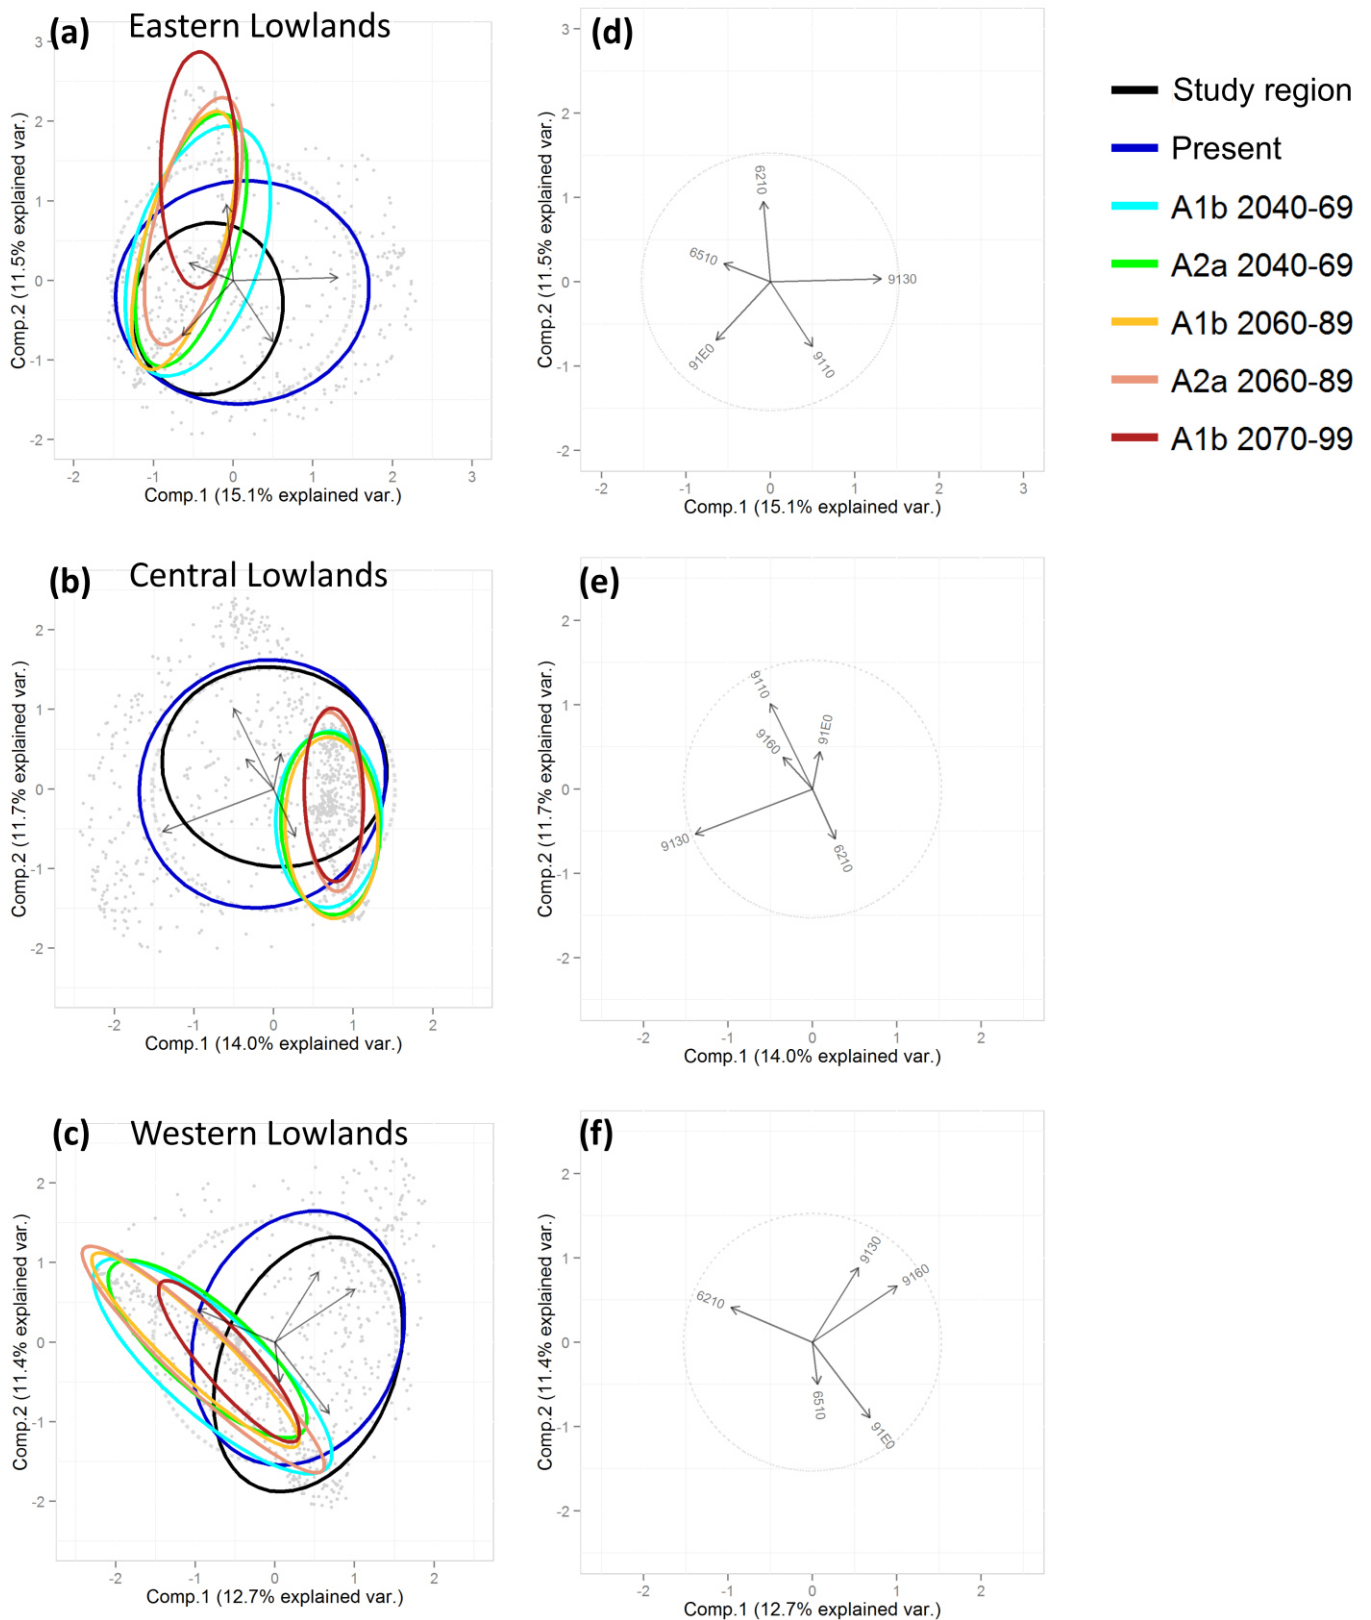 (a) Eastern Lowlands
3
2
1
0
-1
-2
Comp.2 (11.5% explained var.)
-2 -1 0 1 2 3
Comp.1 (15.1% explained var.)
(d)
3
2
1
0
-1
-2
Comp.2 (11.5% explained var.)
6210
6510
9130
91E0
9110
-2 -1 0 1 2 3
Comp.1 (15.1% explained var.)
Study region
Present
A1b 2040-69
A2a 2040-69
A1b 2060-89
A2a 2060-89
A1b 2070-99
(b) Central Lowlands
2
1
0
-1
-2
Comp.2 (11.7% explained var.)
-2 -1 0 1 2
Comp.1 (14.0% explained var.)
(e)
2
1
0
-1
-2
Comp.2 (11.7% explained var.)
9110
9160
91E0
9130
6210
-2 -1 0 1 2
Comp.1 (14.0% explained var.)
(c) Western Lowlands
2
1
0
-1
-2
Comp.2 (11.4% explained var.)
-2 -1 0 1 2
Comp.1 (12.7% explained var.)
(f)
2
1
0
-1
-2
Comp.2 (11.4% explained var.)
9130
9160
6210
6510
91E0
-2 -1 0 1 2
Comp.1 (12.7% explained var.)